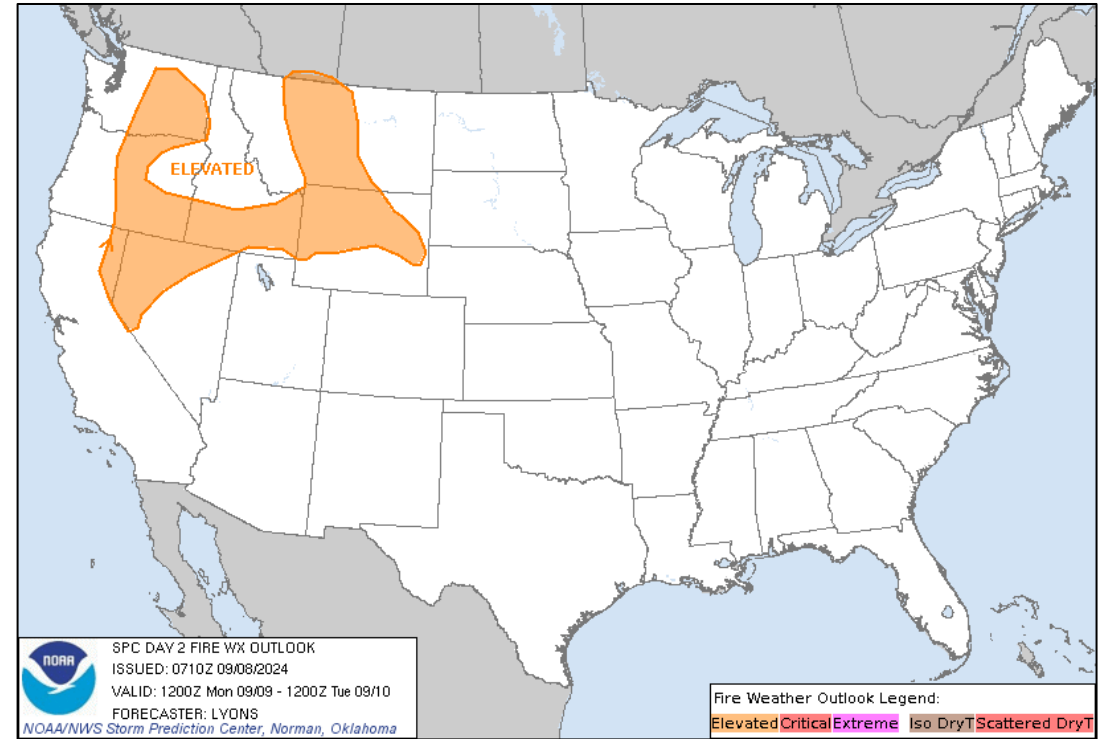 ELEVATED
NOAA
SPC DAY 2 FIRE WX OUTLOOK
ISSUED: 0710Z 09/08/2024
VALID: 1200Z Mon 09/09 - 1200Z Tue 09/10
FORECASTER: LYONS
NOAA/NWS Storm Prediction Center, Norman, Oklahoma
Fire Weather Outlook Legend:
Elevated Critical Extreme Iso DryT Scattered DryT